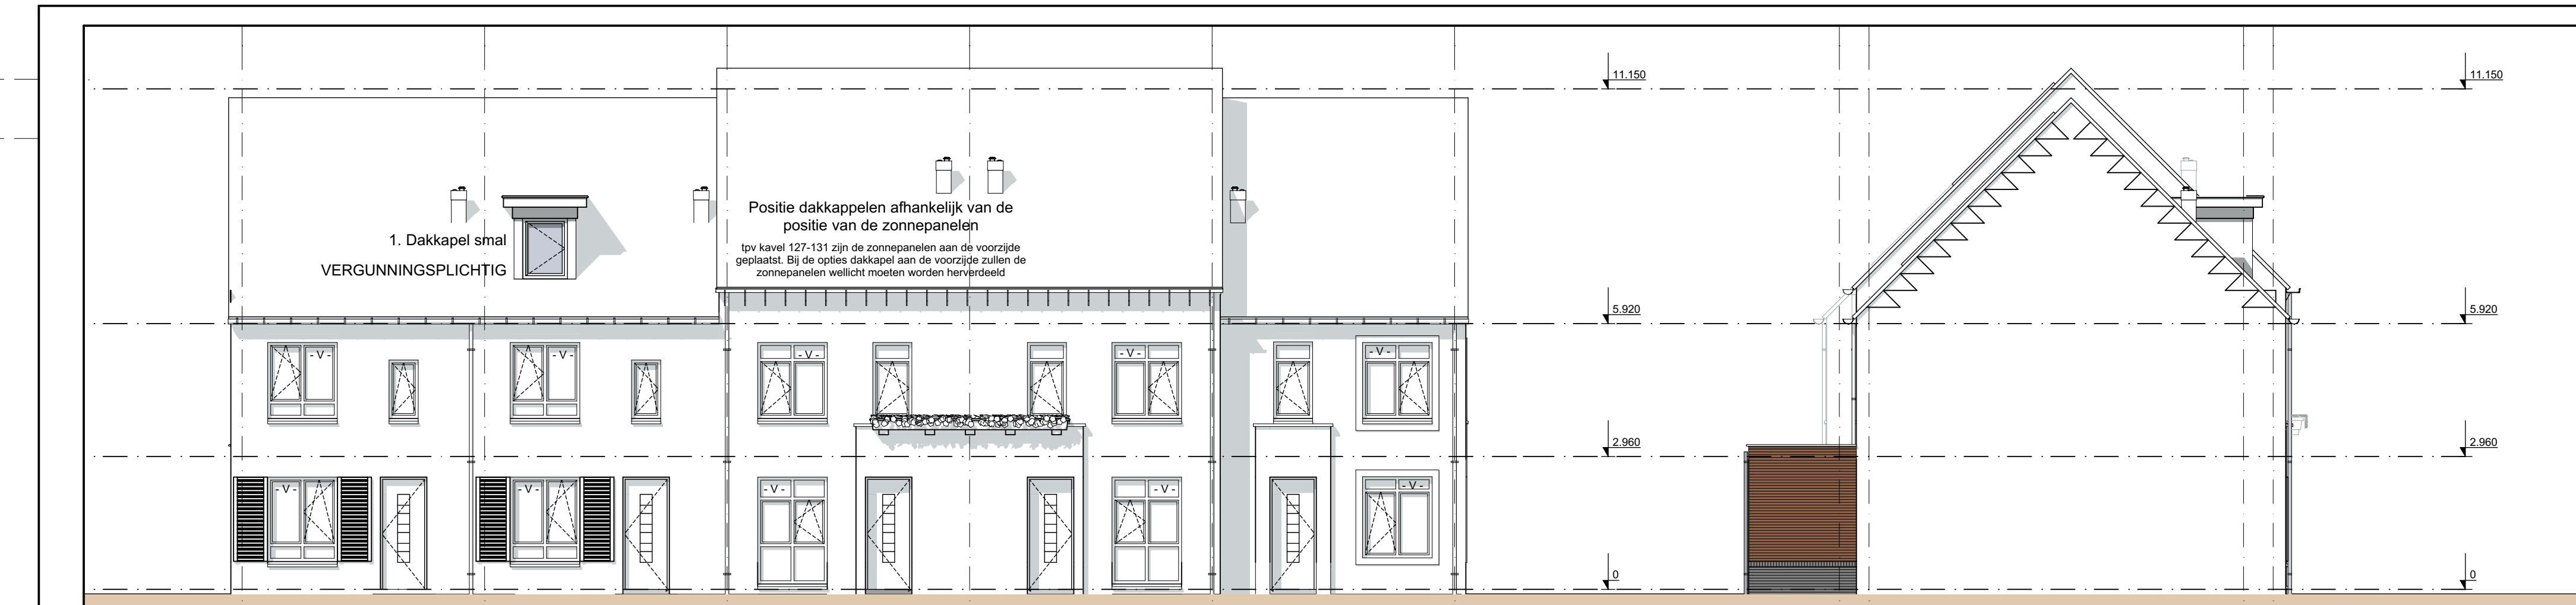 11.150
11.150
Positie dakkappelen afhankelijk van de
positie van de zonnepanelen
tpv kavel 127-131 zijn de zonnepanelen aan de voorzijde
geplaatst. Bij de opties dakkapel aan de voorzijde zullen de
zonnepanelen wellicht moeten worden herverdeeld
1. Dakkapel smal
VERGUNNINGSPLICHTIG
5.920
5.920
- V -
- V -
- V -
- V -
- V -
2.960
2.960
- V -
- V -
- V -
- V -
- V -
0
0